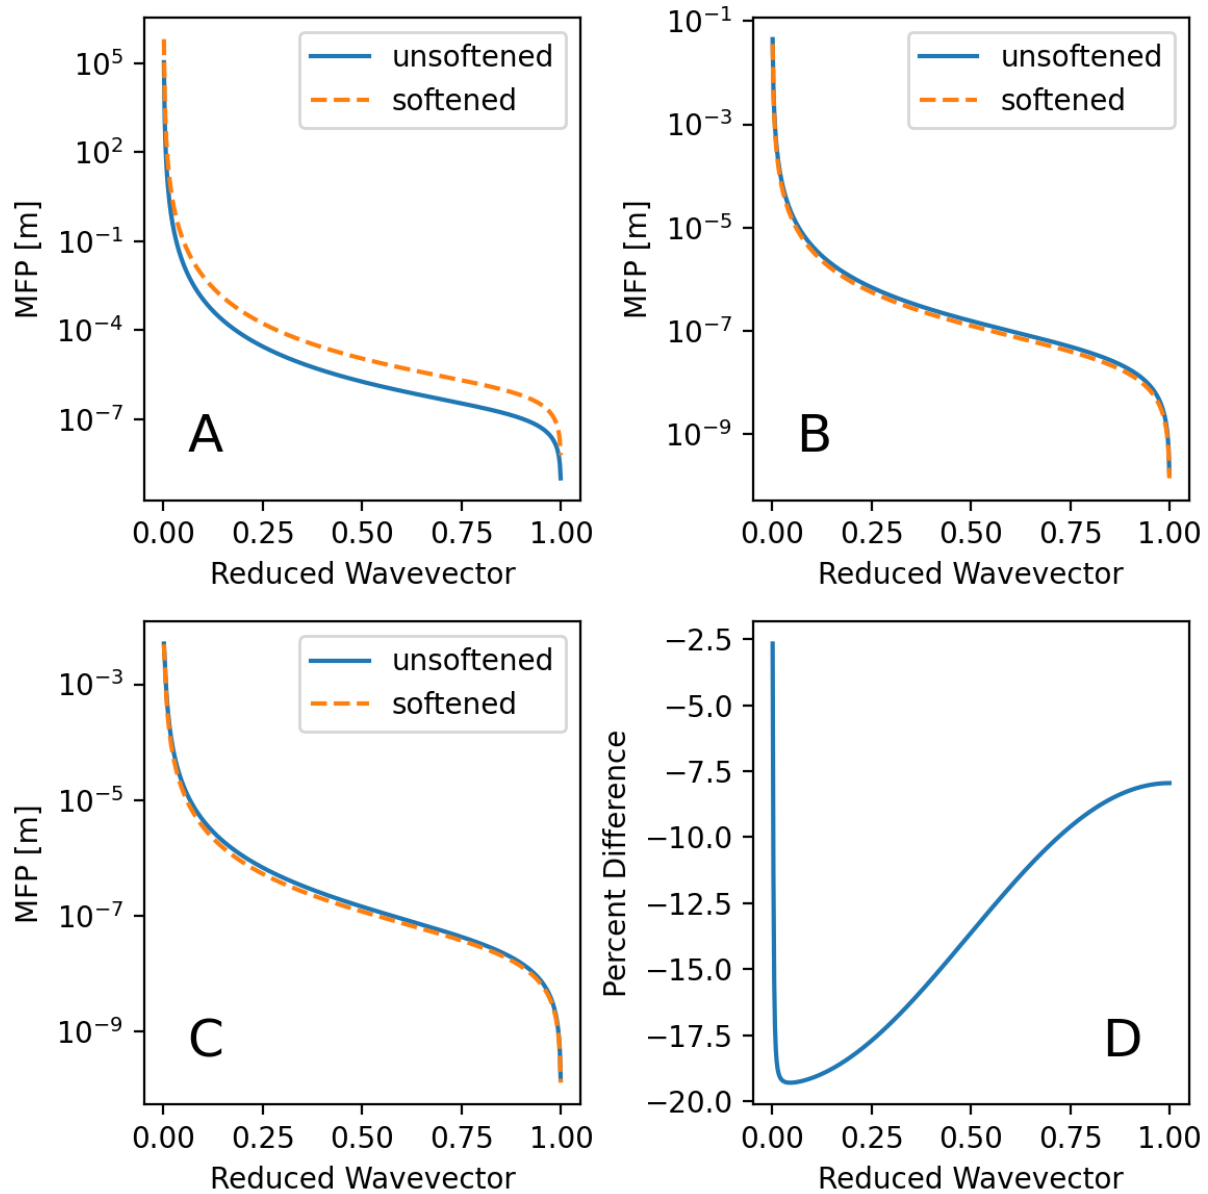 MFP [m]
10⁵
10²
10⁻¹
10⁻⁴
10⁻⁷
unsoftened
softened
A
0.00 0.25 0.50 0.75 1.00
Reduced Wavevector
MFP [m]
10⁻¹
10⁻³
10⁻⁵
10⁻⁷
10⁻⁹
unsoftened
softened
B
0.00 0.25 0.50 0.75 1.00
Reduced Wavevector
MFP [m]
10⁻³
10⁻⁵
10⁻⁷
10⁻⁹
unsoftened
softened
C
0.00 0.25 0.50 0.75 1.00
Reduced Wavevector
Percent Difference
−2.5
−5.0
−7.5
−10.0
−12.5
−15.0
−17.5
−20.0
D
0.00 0.25 0.50 0.75 1.00
Reduced Wavevector